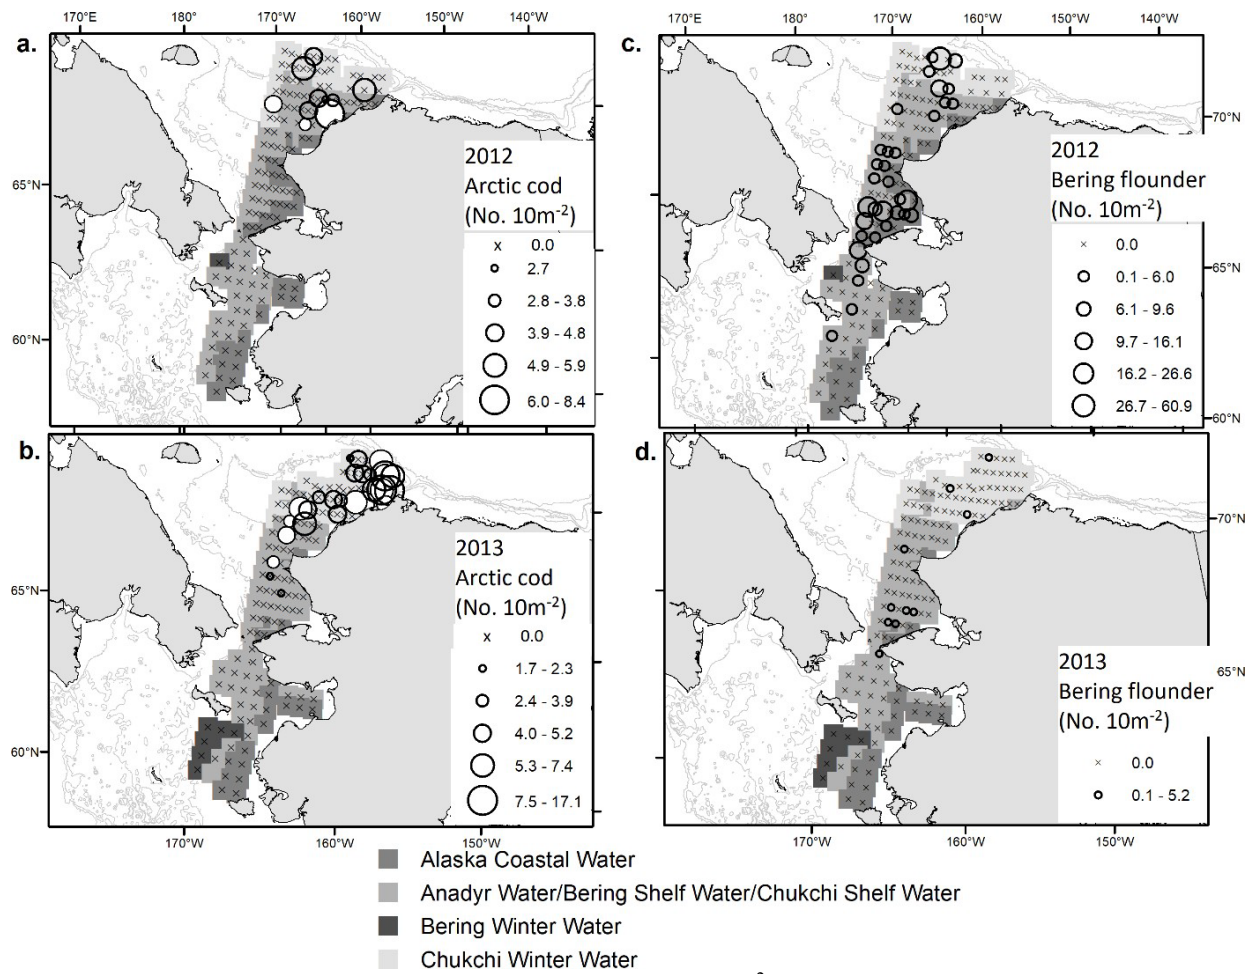 170°E 180° 170°W 160°W 150°W 140°W
a.
65°N
60°N
2012
Arctic cod
(No. 10m-2)
× 0.0
2.7
2.8 - 3.8
3.9 - 4.8
4.9 - 5.9
6.0 - 8.4
170°E 180° 170°W 160°W 150°W 140°W
c.
70°N
65°N
60°N
2012
Bering flounder
(No. 10m-2)
× 0.0
0.1 - 6.0
6.1 - 9.6
9.7 - 16.1
16.2 - 26.6
26.7 - 60.9
b.
65°N
60°N
2013
Arctic cod
(No. 10m-2)
× 0.0
1.7 - 2.3
2.4 - 3.9
4.0 - 5.2
5.3 - 7.4
7.5 - 17.1
170°W 160°W 150°W
d.
70°N
65°N
2013
Bering flounder
(No. 10m-2)
× 0.0
0.1 - 5.2
170°W 160°W 150°W
Alaska Coastal Water
Anadyr Water/Bering Shelf Water/Chukchi Shelf Water
Bering Winter Water
Chukchi Winter Water